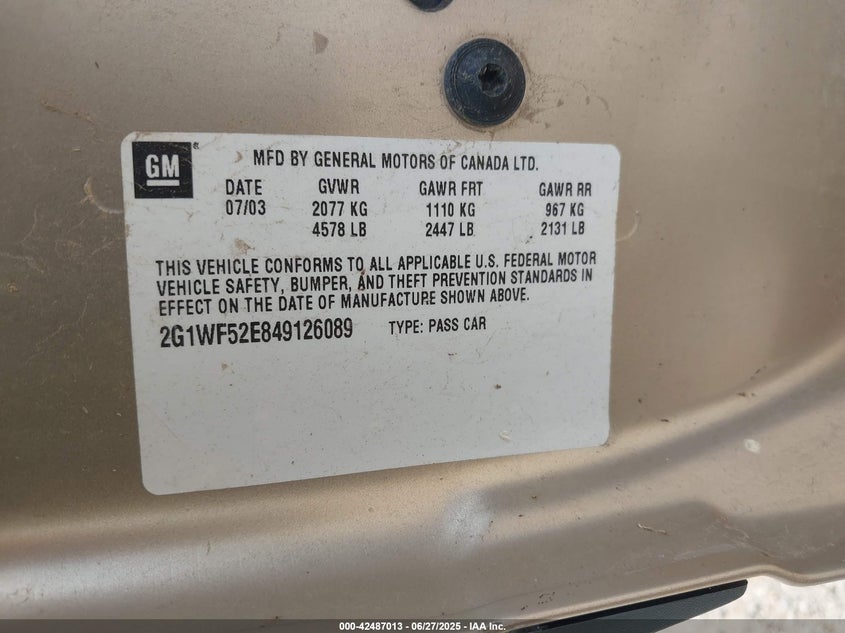 GM ®
MFD BY GENERAL MOTORS OF CANADA LTD.
DATE GVWR GAWR FRT GAWR RR
07/03 2077 KG 1110 KG 967 KG
4578 LB 2447 LB 2131 LB
THIS VEHICLE CONFORMS TO ALL APPLICABLE U.S. FEDERAL MOTOR
VEHICLE SAFETY, BUMPER, AND THEFT PREVENTION STANDARDS IN
EFFECT ON THE DATE OF MANUFACTURE SHOWN ABOVE.
2G1WF52E849126089 TYPE: PASS CAR
000-42487013 — 06/27/2025 — IAA Inc.